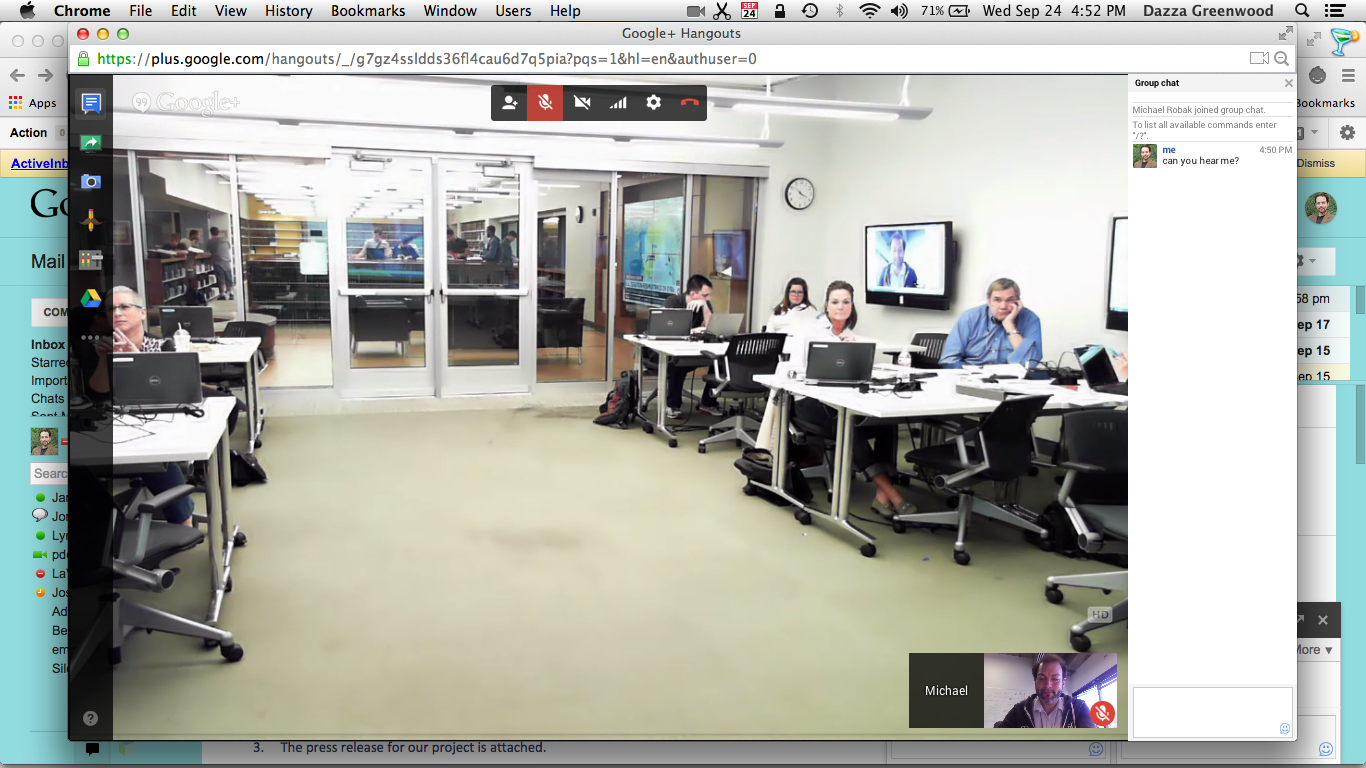 Chrome File Edit View History Bookmarks Window Users Help
SEP 24
71%
Wed Sep 24 4:52 PM Dazza Greenwood
Google+ Hangouts
https://plus.google.com/hangouts/_/g7gz4ssldds36fl4cau6d7q5pia?pqs=1&hl=en&authuser=0
Apps
Bookmarks
Action 0
ActiveInb
Dismiss
Go
Mail
COM
Inbox
Starre
Import
Chats
Sent M
Searc
Jar
Jor
Lyr
pdc
La'
Jos
Ad
Be
em
Sil
Google+
Group chat
Michael Robak joined group chat.
To list all available commands enter
"/?".
me 4:50 PM
can you hear me?
58 pm
ep 17
ep 15
ep 15
HD
Michael
More
3. The press release for our project is attached.